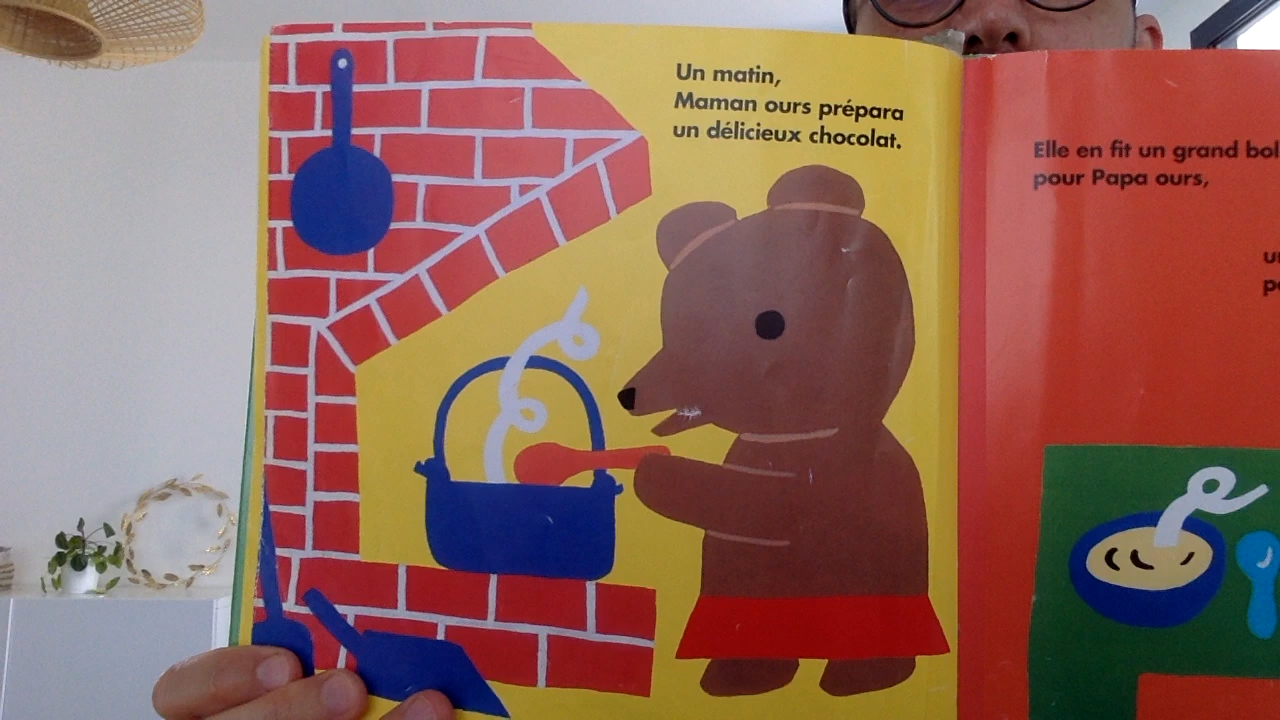 Un matin,
Maman ours prépara
un délicieux chocolat.
Elle en fit un grand bol
pour Papa ours,